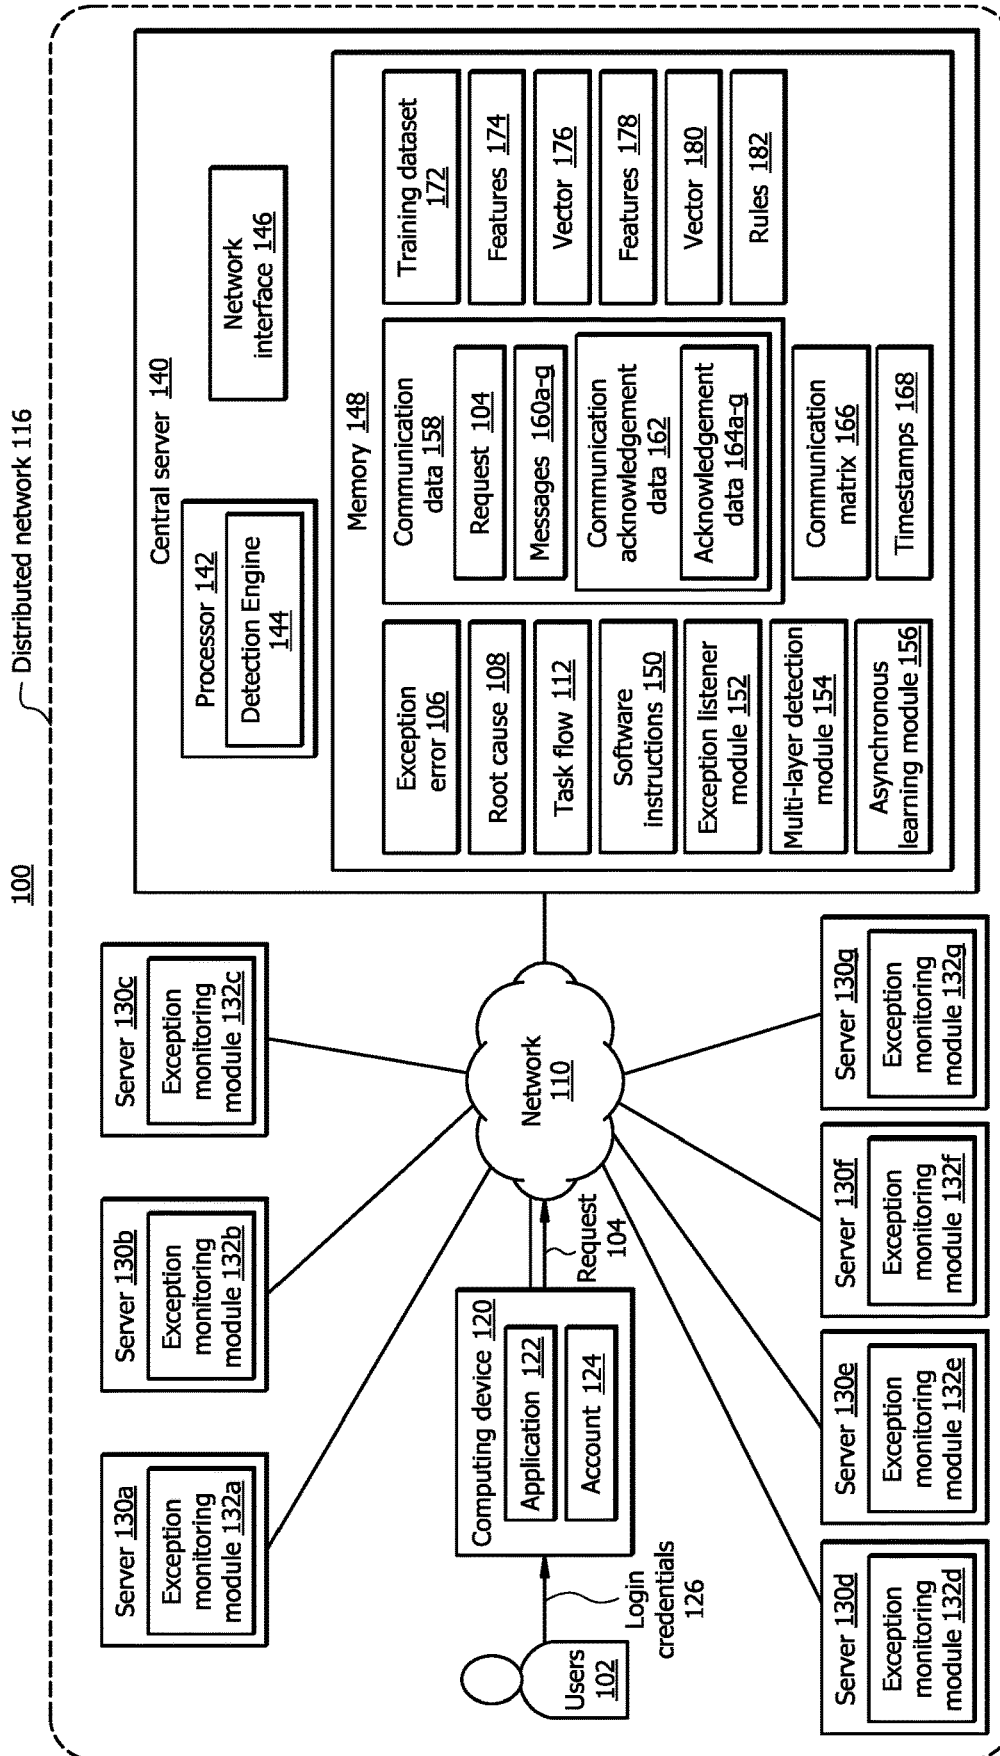 100
Distributed network 116
Server 130a
Exception
monitoring
module 132a
Server 130b
Exception
monitoring
module 132b
Server 130c
Exception
monitoring
module 132c
Users
102
Login
credentials
126
Computing device 120
Application 122
Account 124
Request
104
Network
110
Server 130d
Exception
monitoring
module 132d
Server 130e
Exception
monitoring
module 132e
Server 130f
Exception
monitoring
module 132f
Server 130g
Exception
monitoring
module 132g
Central server 140
Processor 142
Detection Engine
144
Network
interface 146
Memory 148
Exception
error 106
Root cause 108
Task flow 112
Software
instructions 150
Exception listener
module 152
Multi-layer detection
module 154
Asynchronous
learning module 156
Communication
data 158
Request 104
Messages 160a-g
Communication
acknowledgement
data 162
Acknowledgement
data 164a-g
Communication
matrix 166
Timestamps 168
Training dataset
172
Features 174
Vector 176
Features 178
Vector 180
Rules 182